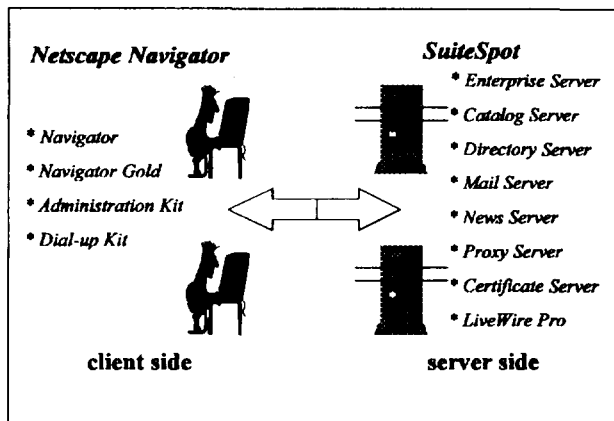 Netscape Navigator
* Navigator
* Navigator Gold
* Administration Kit
* Dial-up Kit
client side
SuiteSpot
* Enterprise Server
* Catalog Server
* Directory Server
* Mail Server
* News Server
* Proxy Server
* Certificate Server
* LiveWire Pro
server side